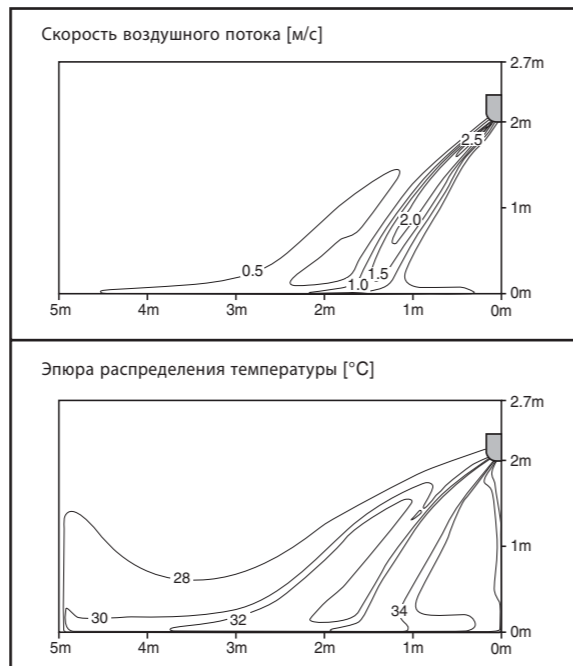 Скорость воздушного потока [м/с]
2.7m
2.5
2m
2.0
1m
0.5
1.5
1.0
0m
5m 4m 3m 2m 1m 0m
Эпюра распределения температуры [°C]
2.7m
2m
1m
28
30
32
34
0m
5m 4m 3m 2m 1m 0m